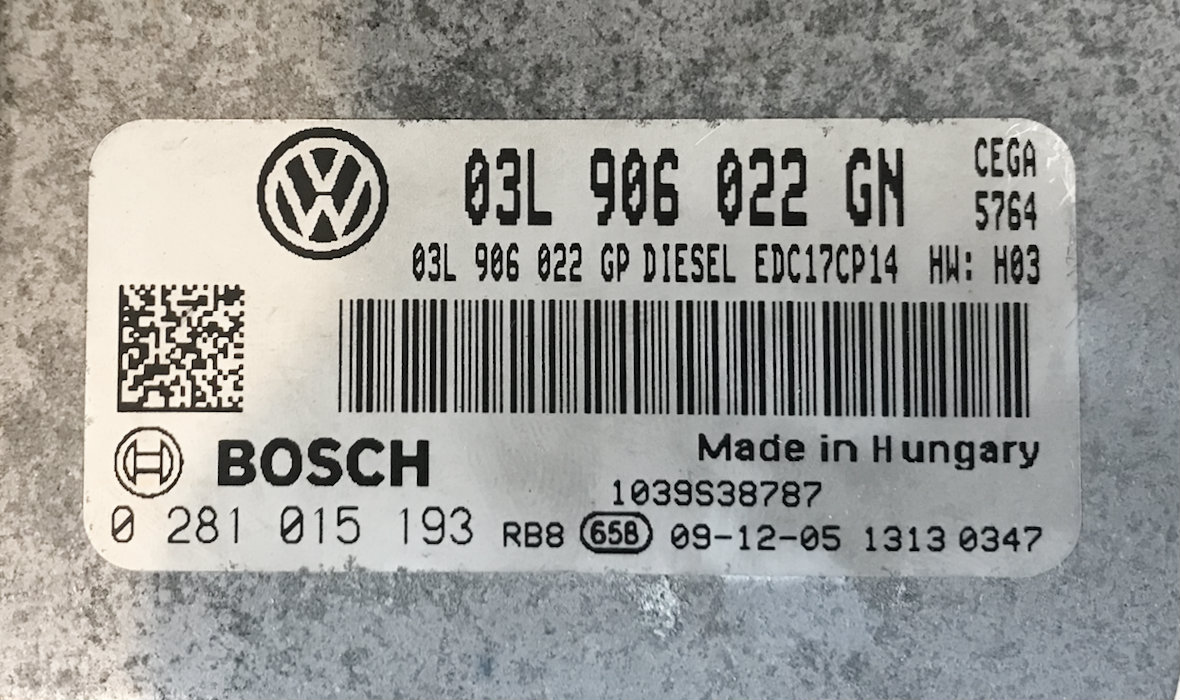 03L 906 022 GN
CEGA
5764
03L 906 022 GP DIESEL EDC17CP14 HW: H03
BOSCH
Made in Hungary
1039S38787
0 281 015 193
RB8 658 09-12-05 1313 0347